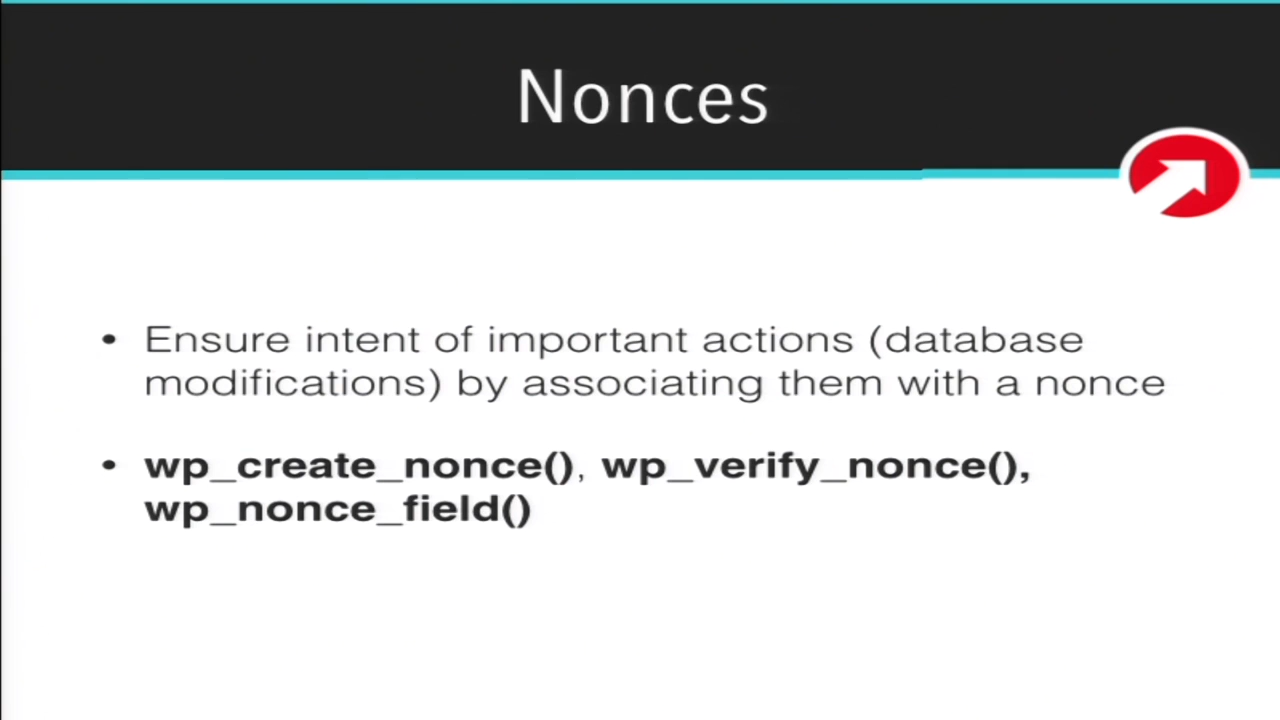 Nonces
• Ensure intent of important actions (database
modifications) by associating them with a nonce
• wp_create_nonce(), wp_verify_nonce(),
wp_nonce_field()